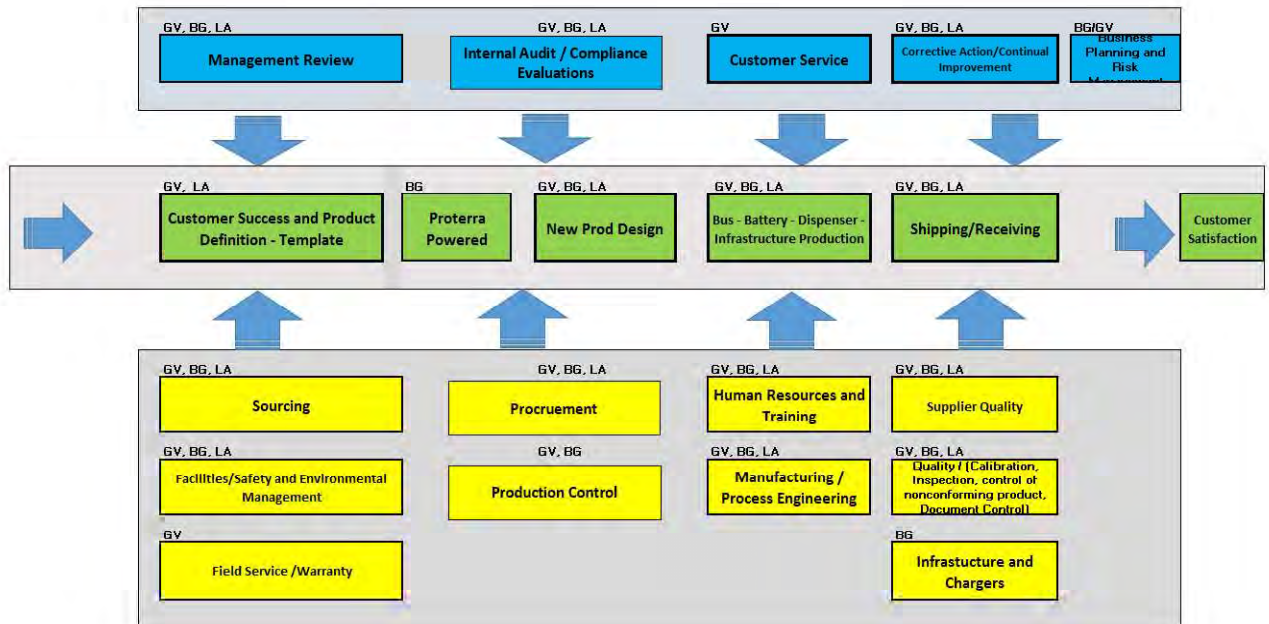 GV, BG, LA
Management Review
GV, BG, LA
Internal Audit / Compliance
Evaluations
GV
Customer Service
GV, BG, LA
Corrective Action/Continual
Improvement
BG/GV
Business
Planning and
Risk
GV, LA
Customer Success and Product
Definition - Template
BG
Proterra
Powered
GV, BG, LA
New Prod Design
GV, BG, LA
Bus - Battery - Dispenser -
Infrastructure Production
GV, BG, LA
Shipping/Receiving
Customer
Satisfaction
GV, BG, LA
Sourcing
GV, BG, LA
Procruement
GV, BG, LA
Human Resources and
Training
GV, BG, LA
Supplier Quality
GV, BG, LA
Facilities/Safety and Environmental
Management
GV, BG
Production Control
GV, BG, LA
Manufacturing /
Process Engineering
GV, BG, LA
Quality / (Calibration,
Inspection, control of
nonconforming product,
Document Control)
GV
Field Service /Warranty
BG
Infrastucture and
Chargers